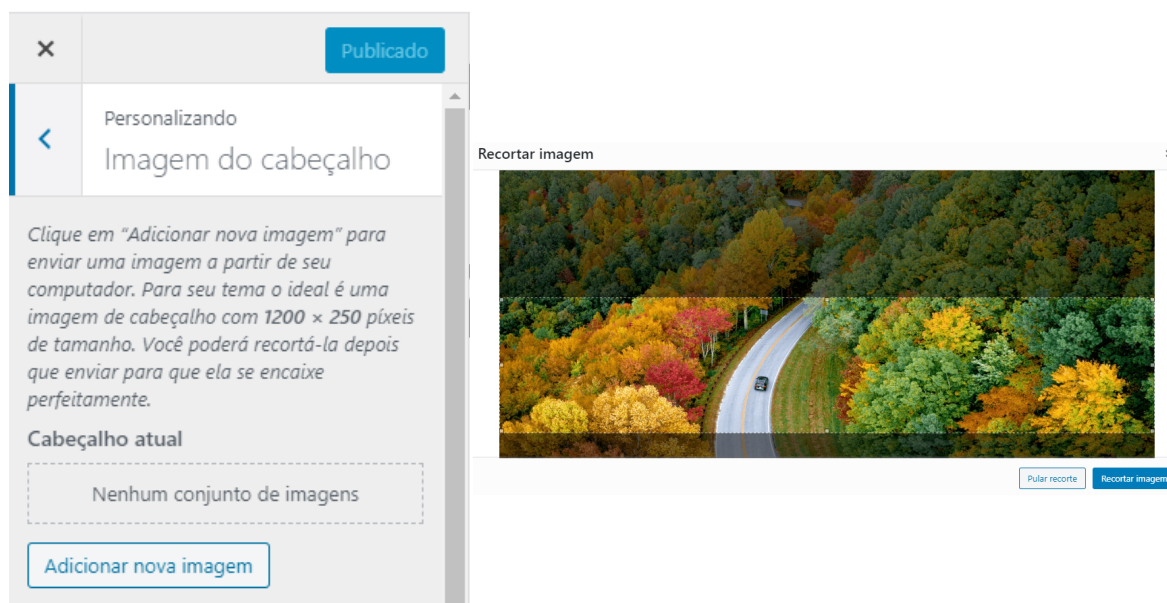 Publicado
Personalizando
Imagem do cabeçalho
Clique em “Adicionar nova imagem” para
enviar uma imagem a partir de seu
computador. Para seu tema o ideal é uma
imagem de cabeçalho com 1200 × 250 píxeis
de tamanho. Você poderá recortá-la depois
que enviar para que ela se encaixe
perfeitamente.
Cabeçalho atual
Nenhum conjunto de imagens
Adicionar nova imagem
Recortar imagem
Pular recorte
Recortar imagem